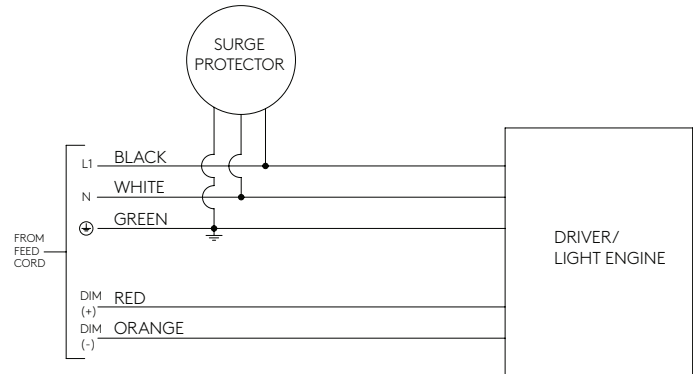 SURGE
PROTECTOR
L1 BLACK
N WHITE
GREEN
FROM
FEED
CORD
DRIVER/
LIGHT ENGINE
DIM RED
(+)
DIM ORANGE
(-)